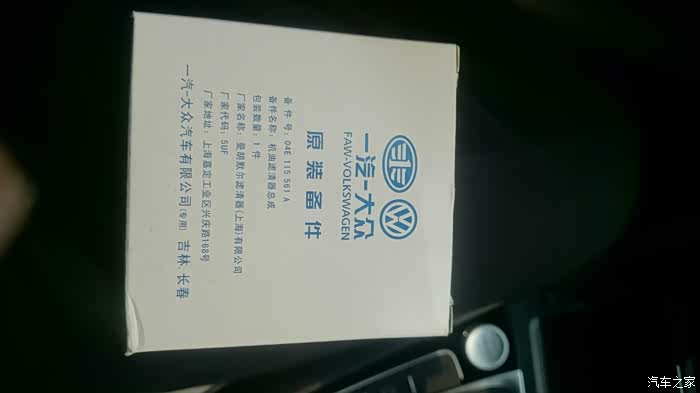 一汽-大众
FAW-VOLKSWAGEN
原装备件
备件号：04E 115 561 A
备件名称：机油滤清器总成
包装数量：1 件
厂家名称：曼胡默尔滤清器(上海)有限公司
厂家代码：5UF
厂家地址：上海嘉定工业区兴庆路168号
一汽-大众汽车有限公司(专用) 吉林.长春
汽车之家